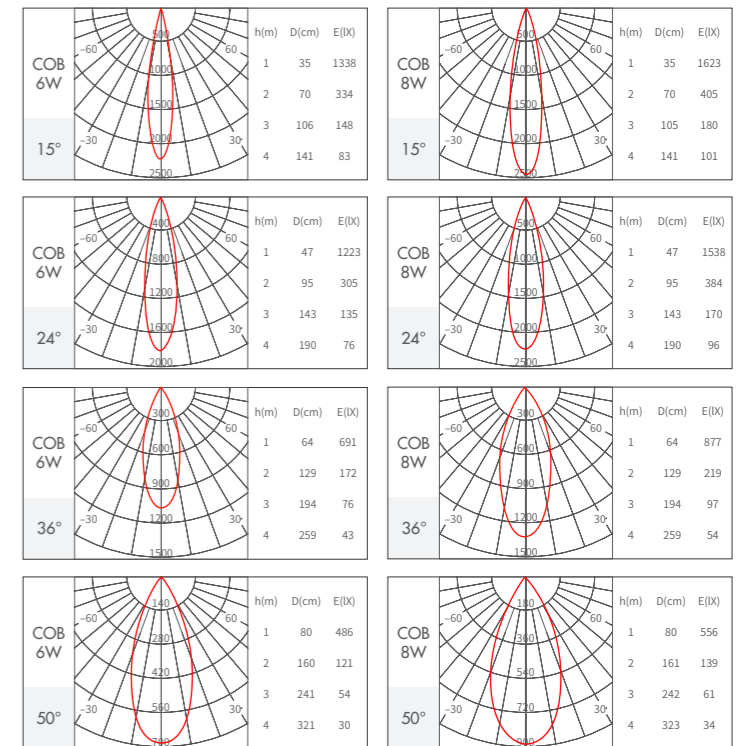 COB
6W
15°
−60 500 60
1000
1500
−30 2000 30
2500
h(m) D(cm) E(lX)
1 35 1338
2 70 334
3 106 148
4 141 83
COB
8W
15°
−60 500 60
1000
1500
−30 2000 30
2500
h(m) D(cm) E(lX)
1 35 1623
2 70 405
3 105 180
4 141 101
COB
6W
24°
−60 400 60
800
1200
−30 1600 30
2000
h(m) D(cm) E(lX)
1 47 1223
2 95 305
3 143 135
4 190 76
COB
8W
24°
−60 500 60
1000
1500
−30 2000 30
2500
h(m) D(cm) E(lX)
1 47 1538
2 95 384
3 143 170
4 190 96
COB
6W
36°
−60 300 60
600
900
−30 1200 30
1500
h(m) D(cm) E(lX)
1 64 691
2 129 172
3 194 76
4 259 43
COB
8W
36°
−60 300 60
600
900
−30 1200 30
1500
h(m) D(cm) E(lX)
1 64 877
2 129 219
3 194 97
4 259 54
COB
6W
50°
−60 140 60
280
420
−30 560 30
700
h(m) D(cm) E(lX)
1 80 486
2 160 121
3 241 54
4 321 30
COB
8W
50°
−60 180 60
360
540
−30 720 30
900
h(m) D(cm) E(lX)
1 80 556
2 161 139
3 242 61
4 323 34